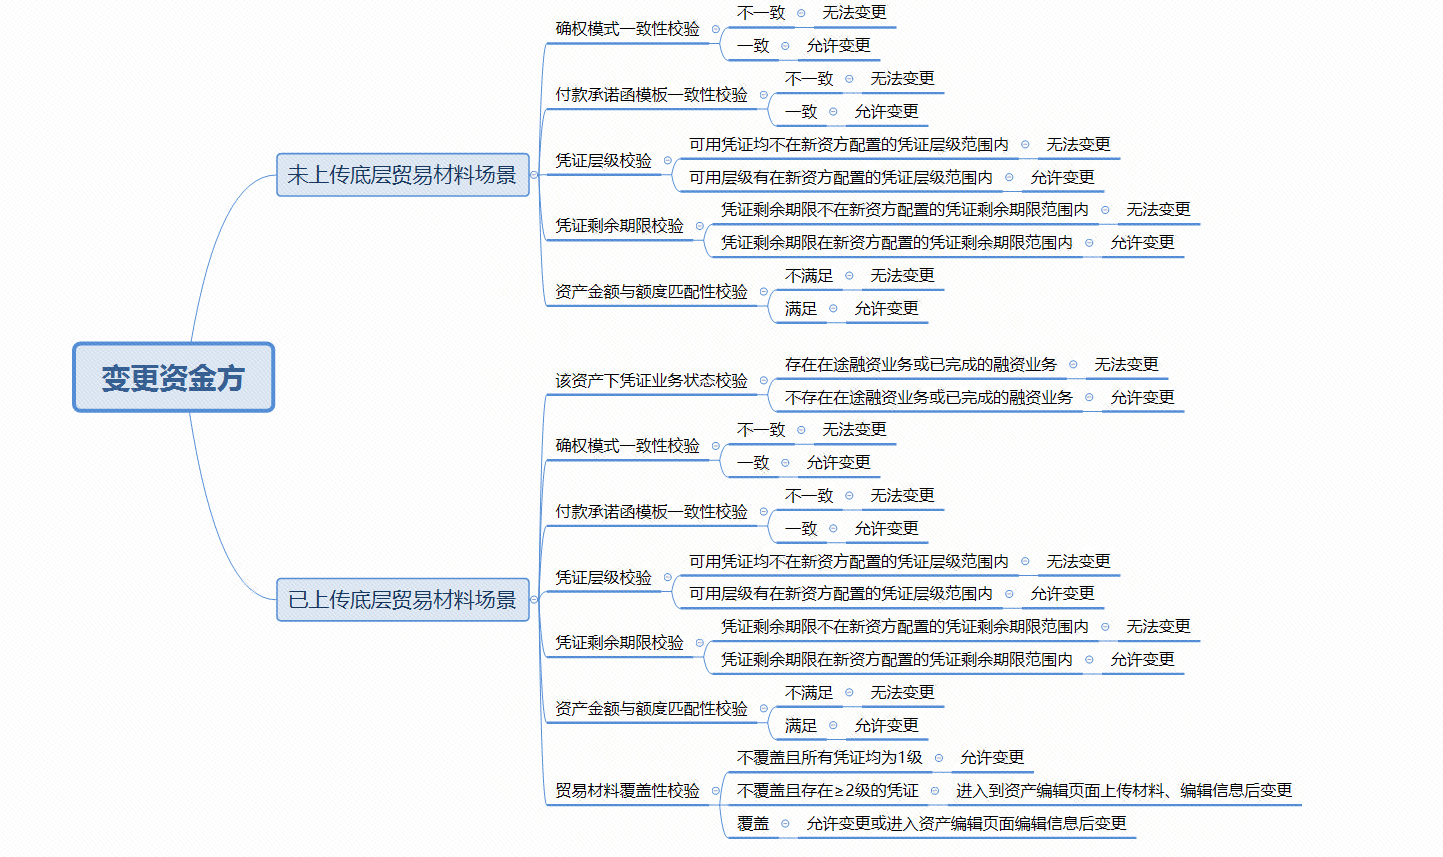 变更资金方
未上传底层贸易材料场景
确权模式一致性校验
不一致
无法变更
一致
允许变更
付款承诺函模板一致性校验
不一致
无法变更
一致
允许变更
凭证层级校验
可用凭证均不在新资方配置的凭证层级范围内
无法变更
可用层级有在新资方配置的凭证层级范围内
允许变更
凭证剩余期限校验
凭证剩余期限不在新资方配置的凭证剩余期限范围内
无法变更
凭证剩余期限在新资方配置的凭证剩余期限范围内
允许变更
资产金额与额度匹配性校验
不满足
无法变更
满足
允许变更
已上传底层贸易材料场景
该资产下凭证业务状态校验
存在在途融资业务或已完成的融资业务
无法变更
不存在在途融资业务或已完成的融资业务
允许变更
确权模式一致性校验
不一致
无法变更
一致
允许变更
付款承诺函模板一致性校验
不一致
无法变更
一致
允许变更
凭证层级校验
可用凭证均不在新资方配置的凭证层级范围内
无法变更
可用层级有在新资方配置的凭证层级范围内
允许变更
凭证剩余期限校验
凭证剩余期限不在新资方配置的凭证剩余期限范围内
无法变更
凭证剩余期限在新资方配置的凭证剩余期限范围内
允许变更
资产金额与额度匹配性校验
不满足
无法变更
满足
允许变更
贸易材料覆盖性校验
不覆盖且所有凭证均为1级
允许变更
不覆盖且存在≥2级的凭证
进入到资产编辑页面上传材料、编辑信息后变更
覆盖
允许变更或进入资产编辑页面编辑信息后变更